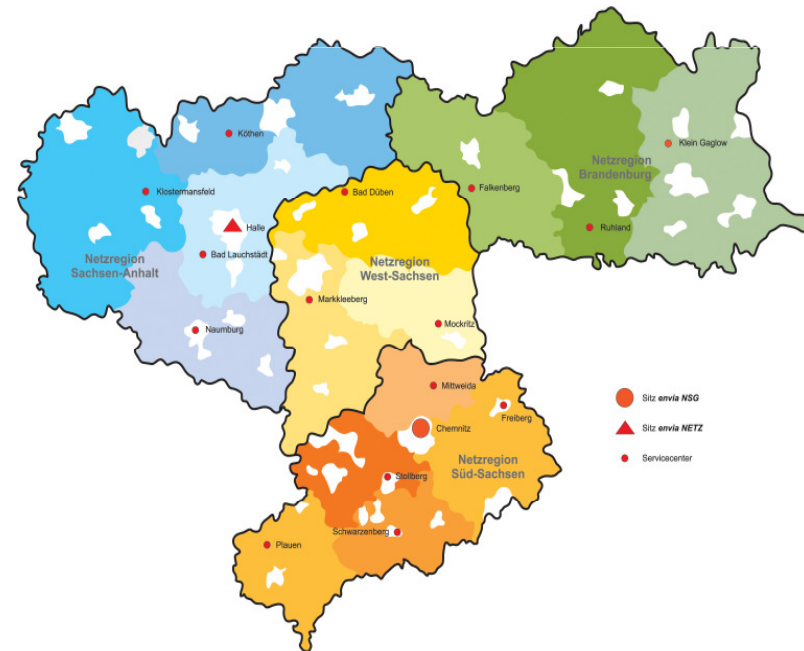 Köthen
Klein Gaglow
Netzregion
Brandenburg
Klostermansfeld
Bad Düben
Falkenberg
Halle
Ruhland
Bad Lauchstädt
Netzregion
Sachsen-Anhalt
Netzregion
West-Sachsen
Markkleeberg
Naumburg
Mockritz
Mittweida
Freiberg
Chemnitz
Netzregion
Süd-Sachsen
Stollberg
Schwarzenberg
Plauen
Sitz envia NSG
Sitz envia NETZ
Servicecenter